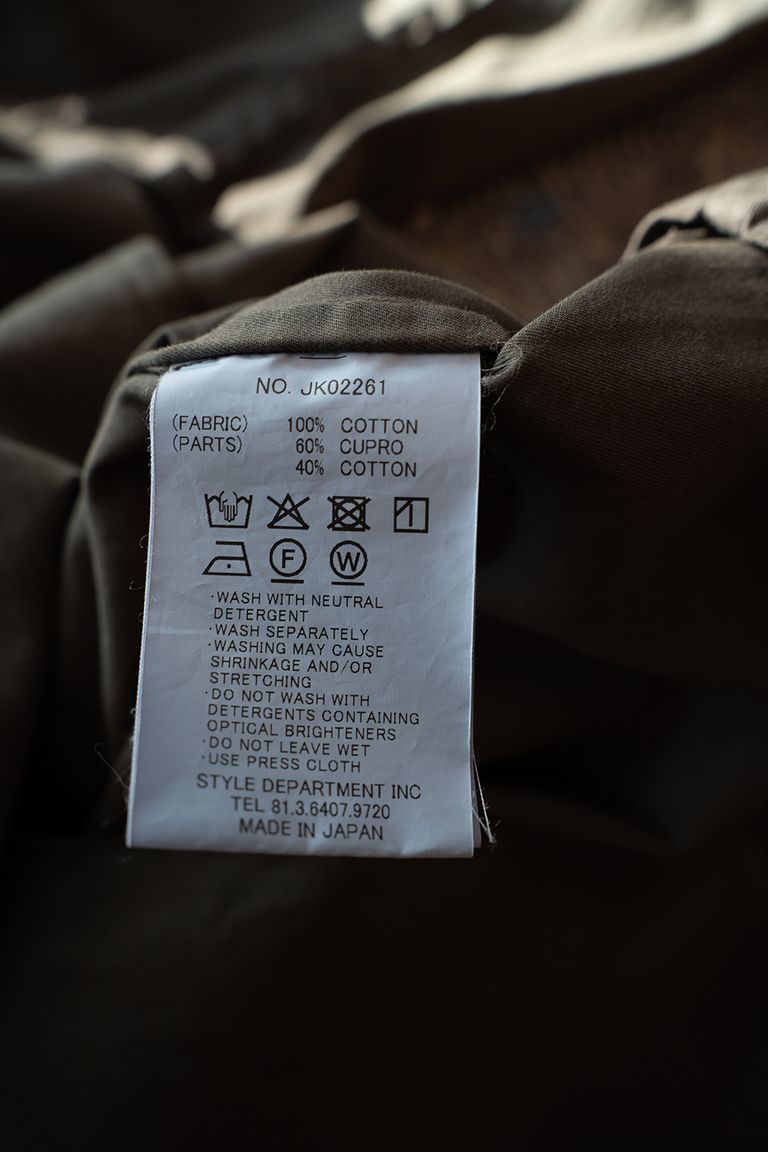 NO. JK02261
(FABRIC) 100% COTTON
(PARTS) 60% CUPRO
40% COTTON
F W
·WASH WITH NEUTRAL
DETERGENT
·WASH SEPARATELY
·WASHING MAY CAUSE
SHRINKAGE AND/OR
STRETCHING
·DO NOT WASH WITH
DETERGENTS CONTAINING
OPTICAL BRIGHTENERS
·DO NOT LEAVE WET
·USE PRESS CLOTH
STYLE DEPARTMENT INC
TEL 81.3.6407.9720
MADE IN JAPAN